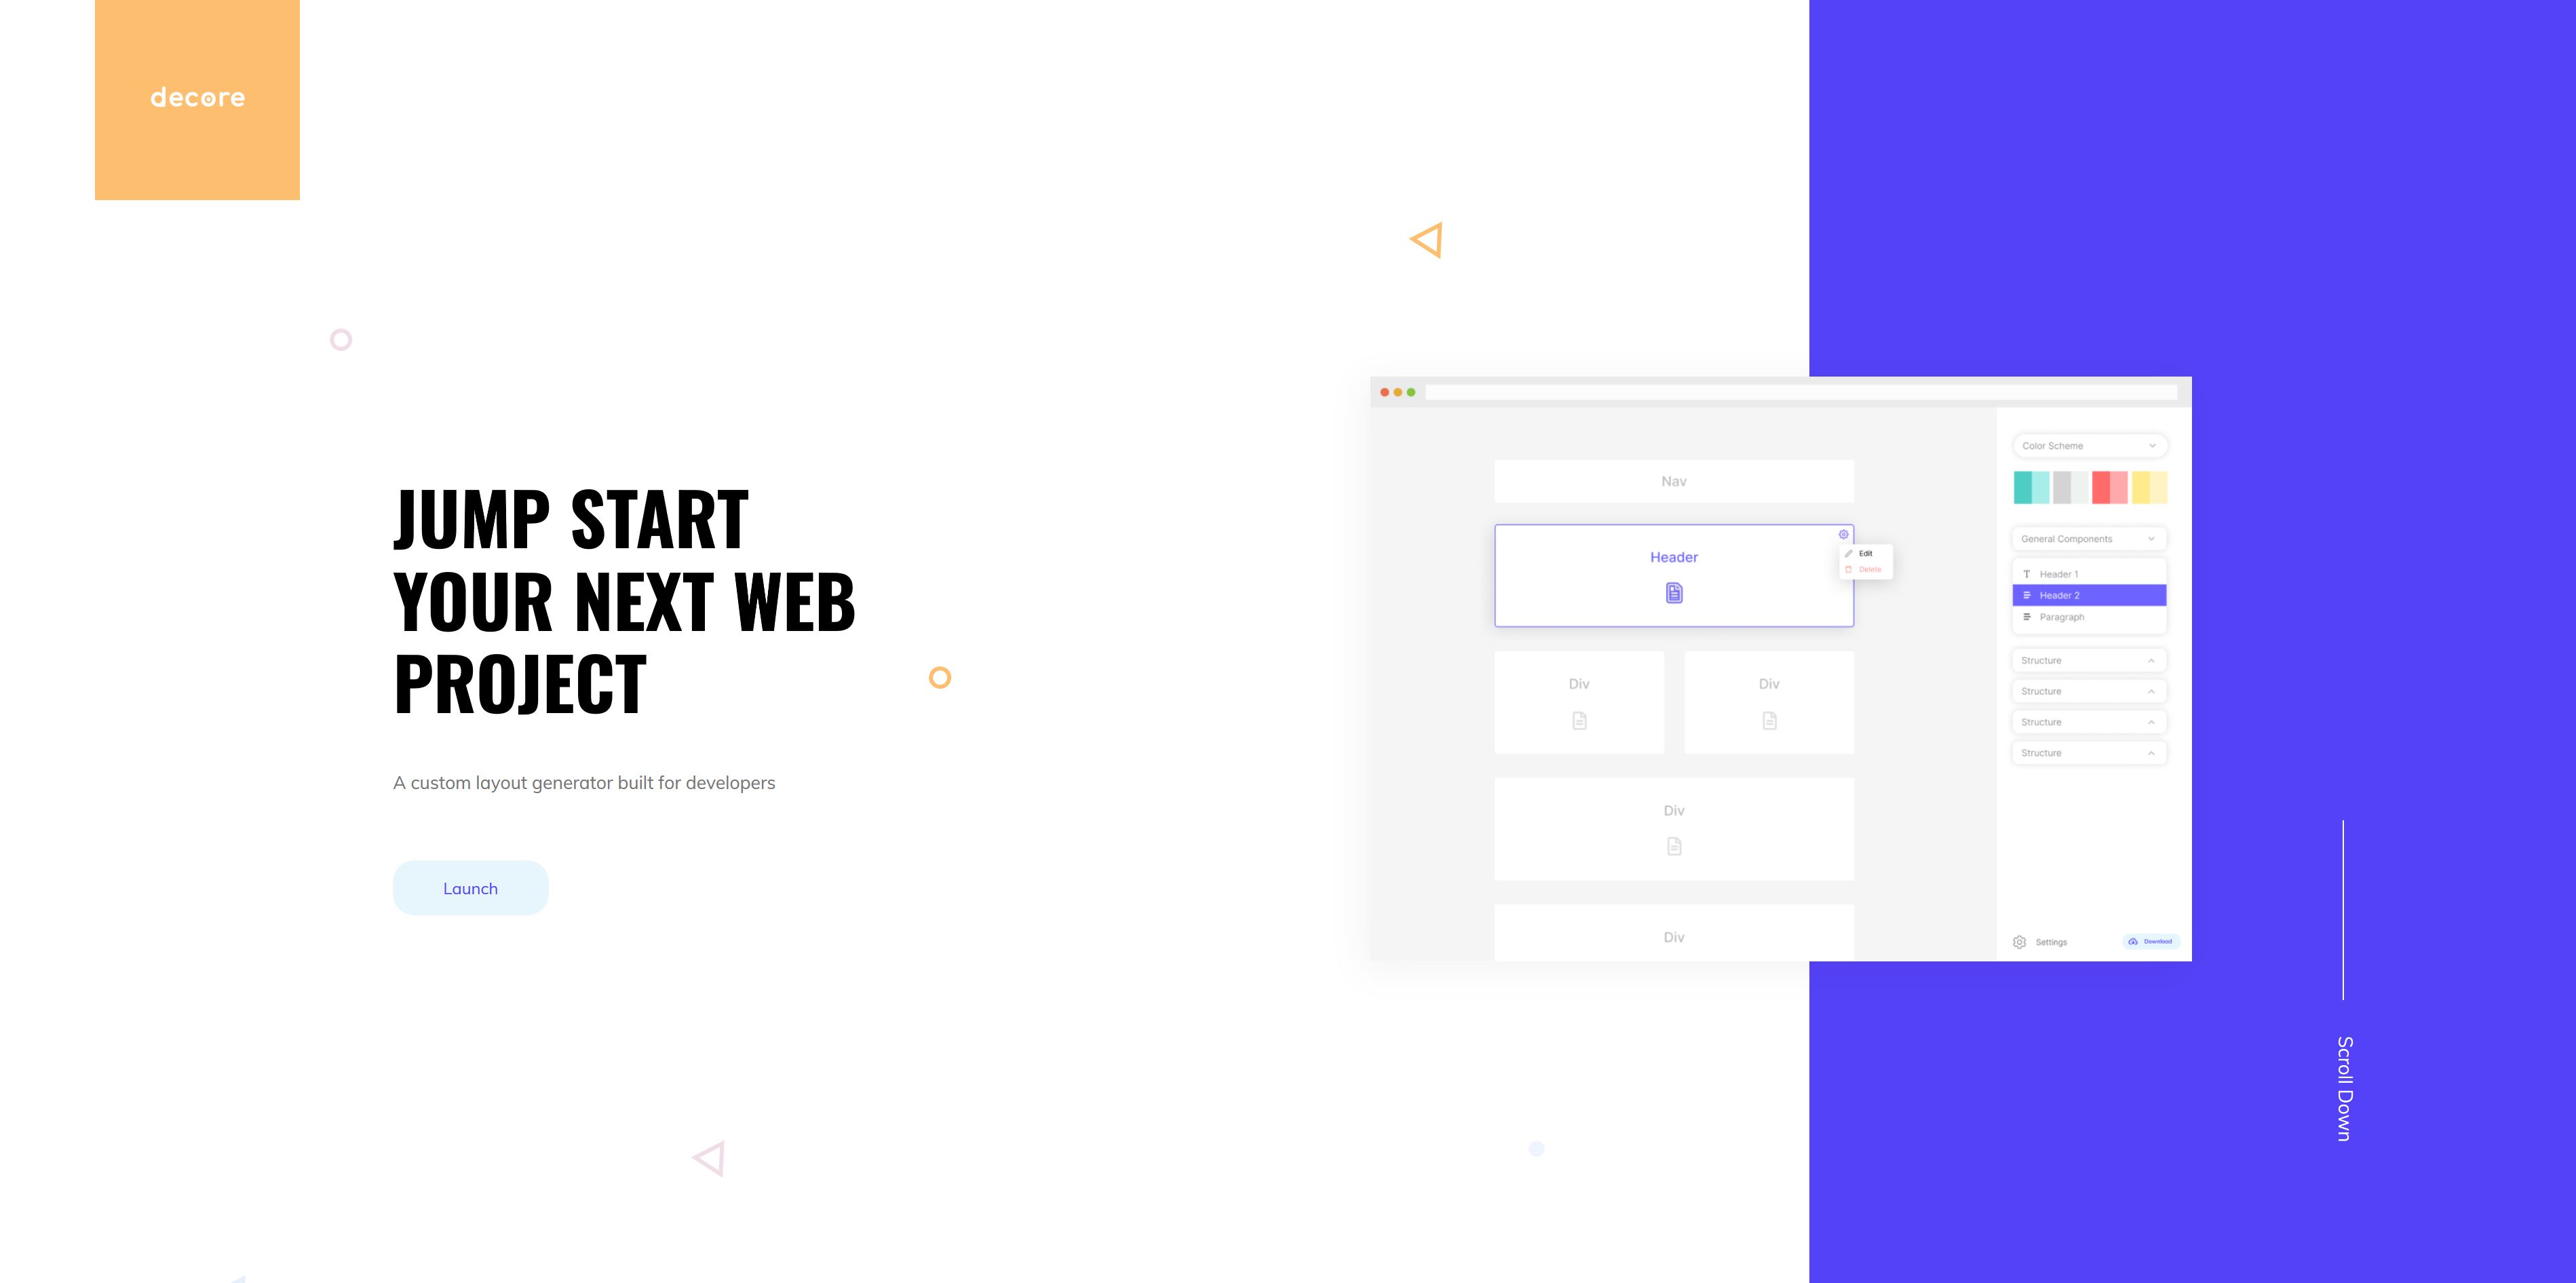 decore
JUMP START
YOUR NEXT WEB
PROJECT
A custom layout generator built for developers
Launch
Nav
Header
Edit
Delete
Div
Div
Div
Div
Color Scheme
General Components
Header 1
Header 2
Paragraph
Structure
Structure
Structure
Structure
Settings
Download
Scroll Down